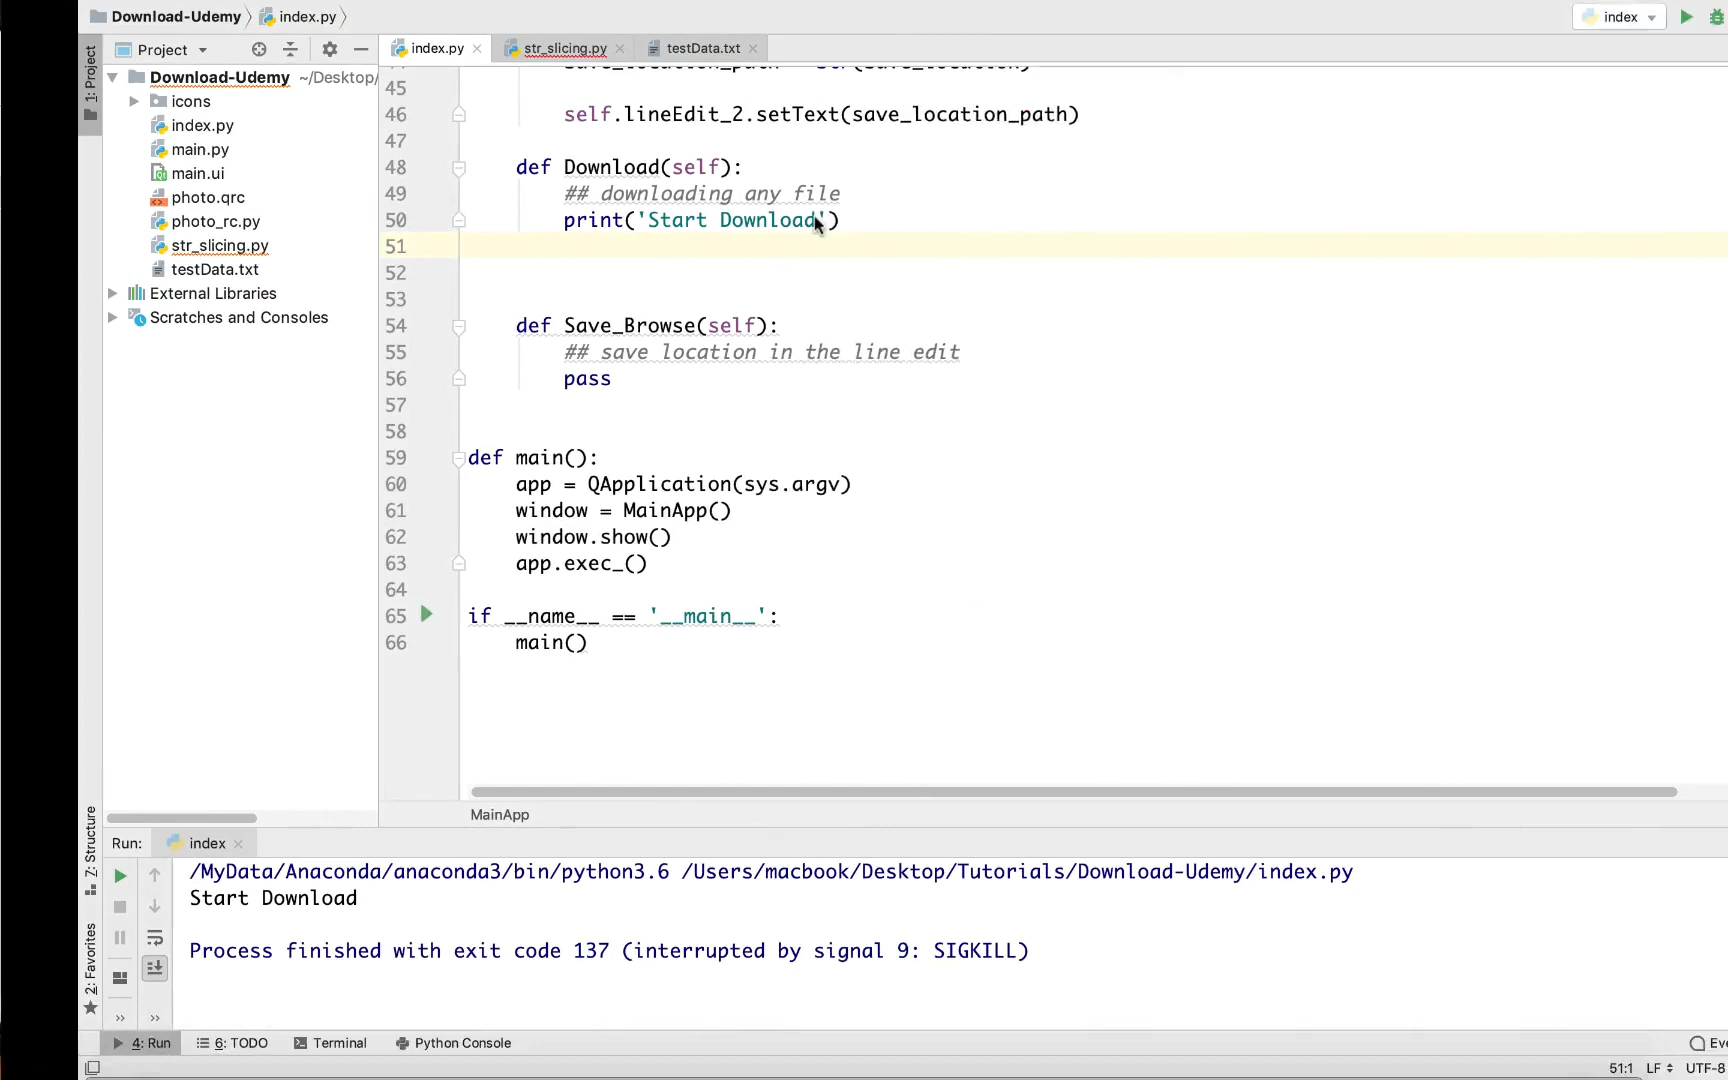 Download-Udemy index.py
index
1: Project
Project
index.py str_slicing.py testData.txt
Download-Udemy ~/Desktop/
icons
index.py
main.py
main.ui
photo.qrc
photo_rc.py
str_slicing.py
testData.txt
External Libraries
Scratches and Consoles
45
46 self.lineEdit_2.setText(save_location_path)
47
48 def Download(self):
49 ## downloading any file
50 print('Start Download')
51
52
53
54 def Save_Browse(self):
55 ## save location in the line edit
56 pass
57
58
59 def main():
60 app = QApplication(sys.argv)
61 window = MainApp()
62 window.show()
63 app.exec_()
64
65 if __name__ == '__main__':
66 main()
MainApp
Z: Structure
2: Favorites
Run: index
/MyData/Anaconda/anaconda3/bin/python3.6 /Users/macbook/Desktop/Tutorials/Download-Udemy/index.py
Start Download
Process finished with exit code 137 (interrupted by signal 9: SIGKILL)
4: Run 6: TODO Terminal Python Console
51:1 LF UTF-8